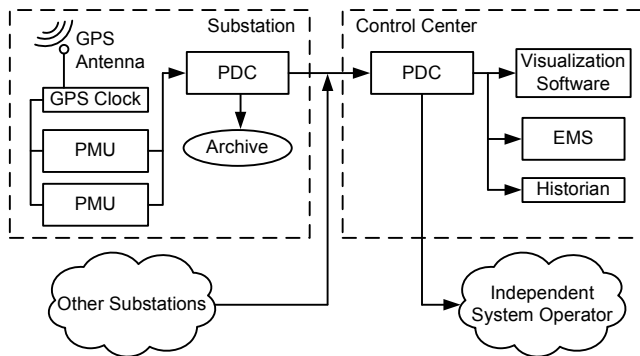 GPS
Antenna
Substation
GPS Clock
PMU
PMU
PDC
Archive
Control Center
PDC
Visualization
Software
EMS
Historian
Other Substations
Independent
System Operator